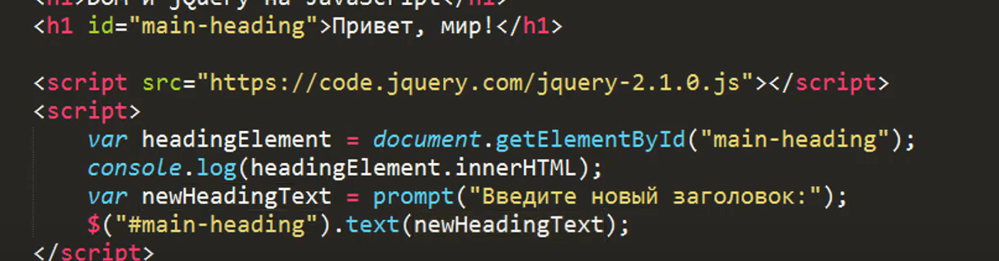 <h1>DOM и jQuery на JavaScript</h1>
<h1 id="main-heading">Привет, мир!</h1>
<script src="https://code.jquery.com/jquery-2.1.0.js"></script>
<script>
var headingElement = document.getElementById("main-heading");
console.log(headingElement.innerHTML);
var newHeadingText = prompt("Введите новый заголовок:");
$("#main-heading").text(newHeadingText);
</script>